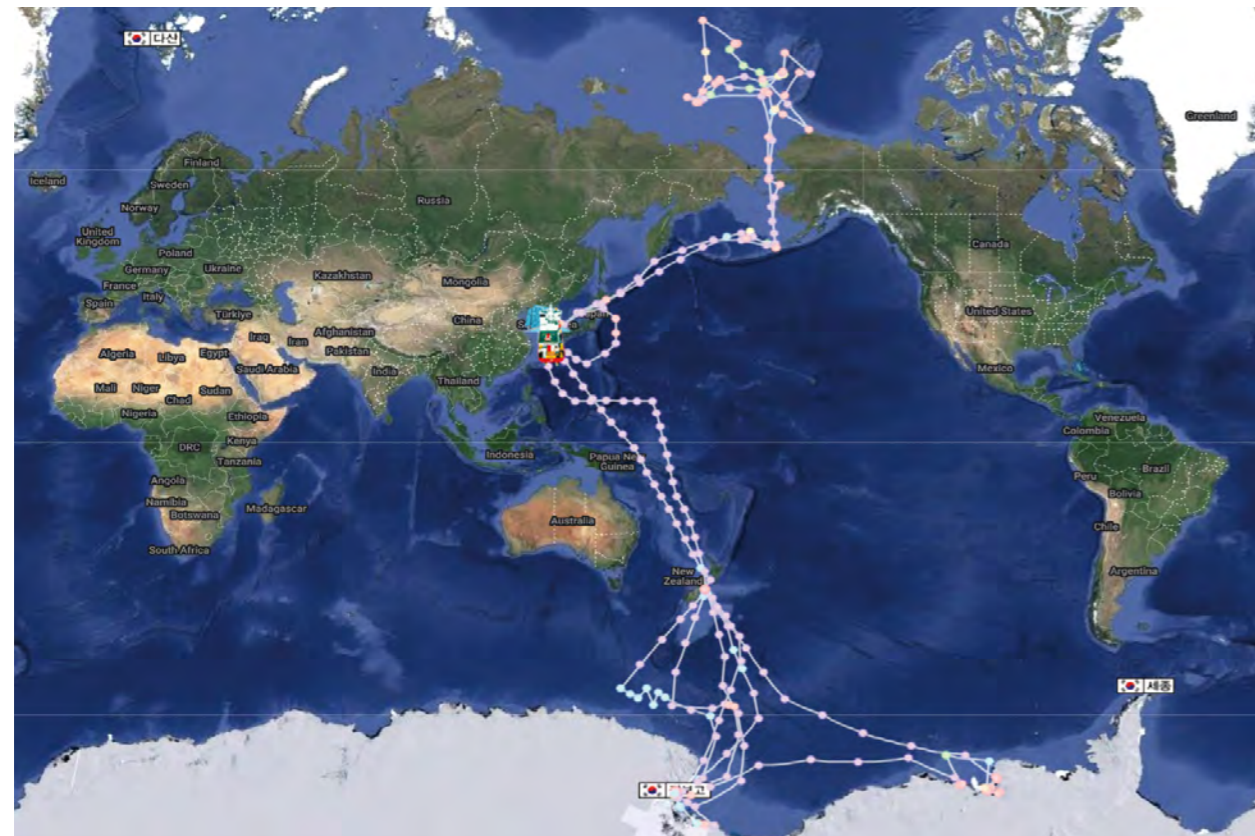 다산
Greenland
Iceland
Finland
Sweden
Norway
Russia
United
Kingdom
Canada
Poland
Germany
Ukraine
France
Kazakhstan
Mongolia
Italy
Spain
Türkiye
United States
China
Iraq
Iran
Afghanistan
Pakistan
Algeria
Libya
Egypt
Saudi Arabia
India
Mexico
Mali
Niger
Chad
Sudan
Thailand
Nigeria
Ethiopia
Venezuela
Colombia
DRC
Kenya
Tanzania
Indonesia
Papua New
Guinea
Brazil
Peru
Angola
Bolivia
Namibia
Botswana
Madagascar
Australia
Chile
South Africa
New
Zealand
Argentina
세종